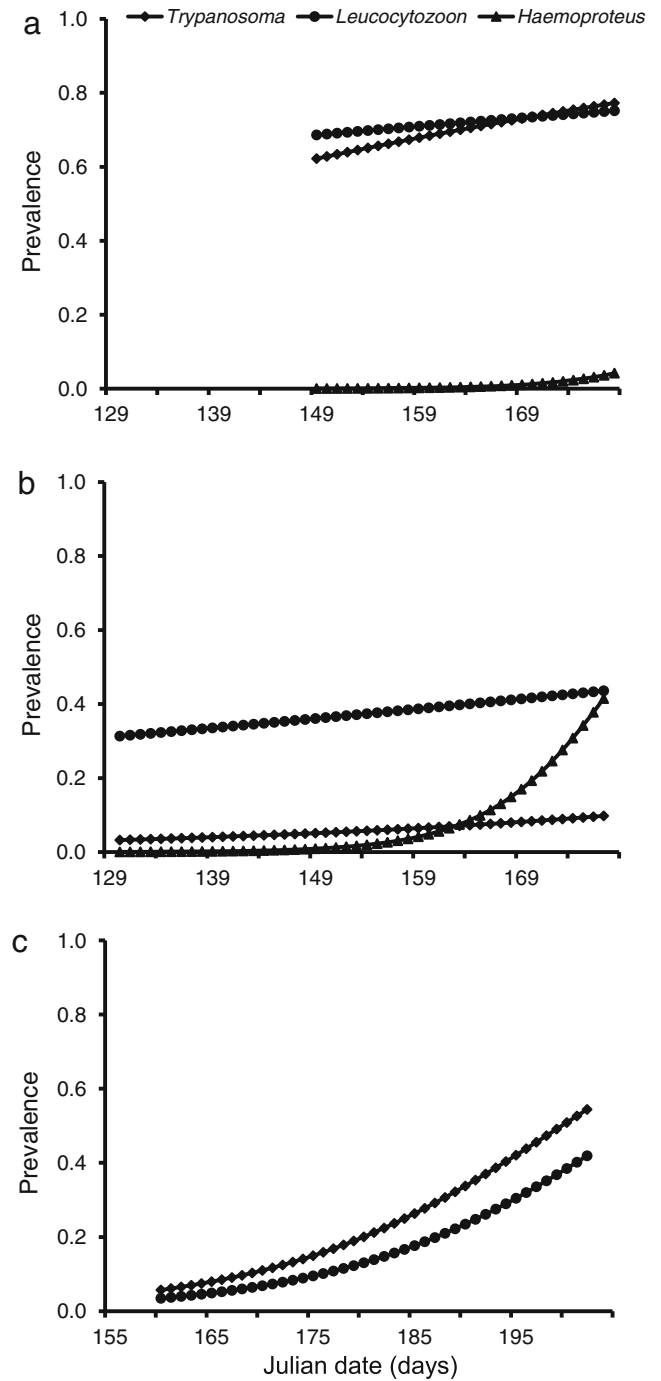 a
Trypanosoma Leucocytozoon Haemoproteus
1.0
0.8
0.6
0.4
0.2
0.0
Prevalence
129 139 149 159 169
b
1.0
0.8
0.6
0.4
0.2
0.0
Prevalence
129 139 149 159 169
c
1.0
0.8
0.6
0.4
0.2
0.0
Prevalence
155 165 175 185 195
Julian date (days)